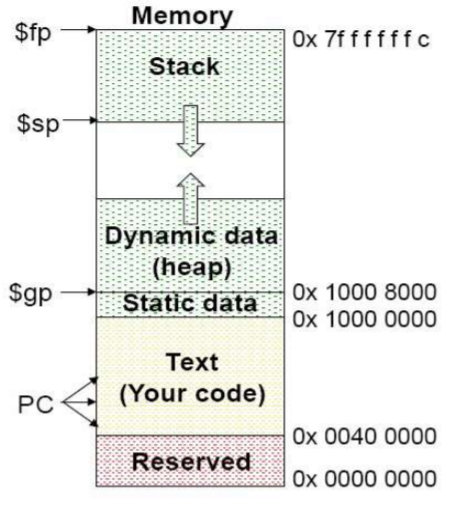 Memory
$fp
0x 7ffffffc
Stack
$sp
Dynamic data
(heap)
$gp
0x 1000 8000
Static data
0x 1000 0000
Text
(Your code)
PC
0x 0040 0000
Reserved
0x 0000 0000